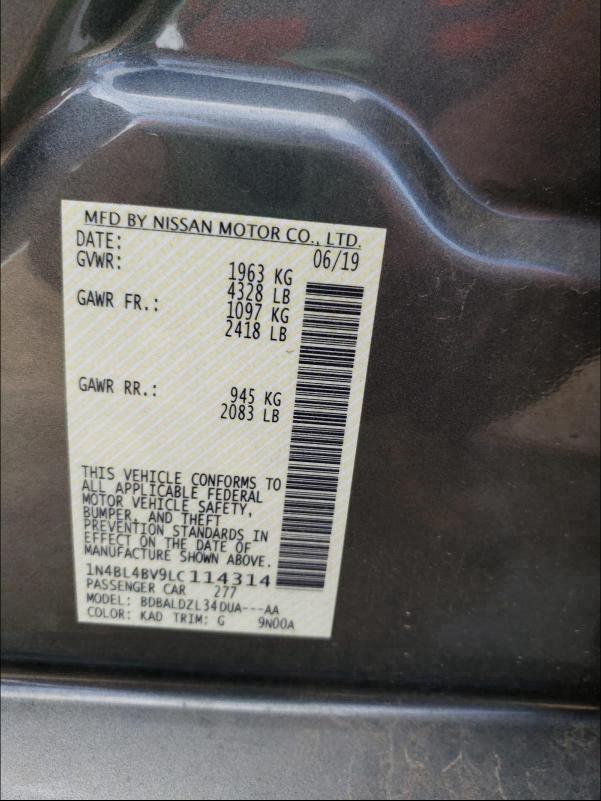 MFD BY NISSAN MOTOR CO., LTD.
DATE: 06/19
GVWR: 1963 KG
4328 LB
GAWR FR.: 1097 KG
2418 LB
GAWR RR.: 945 KG
2083 LB
THIS VEHICLE CONFORMS TO
ALL APPLICABLE FEDERAL
MOTOR VEHICLE SAFETY,
BUMPER, AND THEFT
PREVENTION STANDARDS IN
EFFECT ON THE DATE OF
MANUFACTURE SHOWN ABOVE.
1N4BL4BV9LC114314
PASSENGER CAR 277
MODEL: BDBALDZL34DUA---AA
COLOR: KAD TRIM: G 9N00A